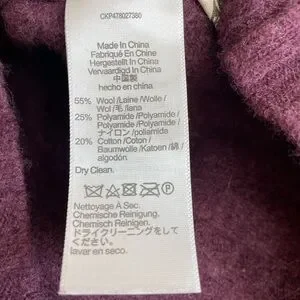 CKP478027380
Made In China
Fabriqué En Chine
Hergestellt In China
Vervaardigd In China
中国製
hecho en china
55% Wool/Laine/Wolle/
Wol/毛/lana
25% Polyamide/Polyamide/
Polyamide/Polyamide/
ナイロン/poliamida
20% Cotton/Coton/
Baumwolle/Katoen/綿/
algodón
Dry Clean.
P
Nettoyage A Sec.
Chemische Reinigung.
Chemisch Reinigen.
ドライクリーニングをして
ください。
lavar en seco.